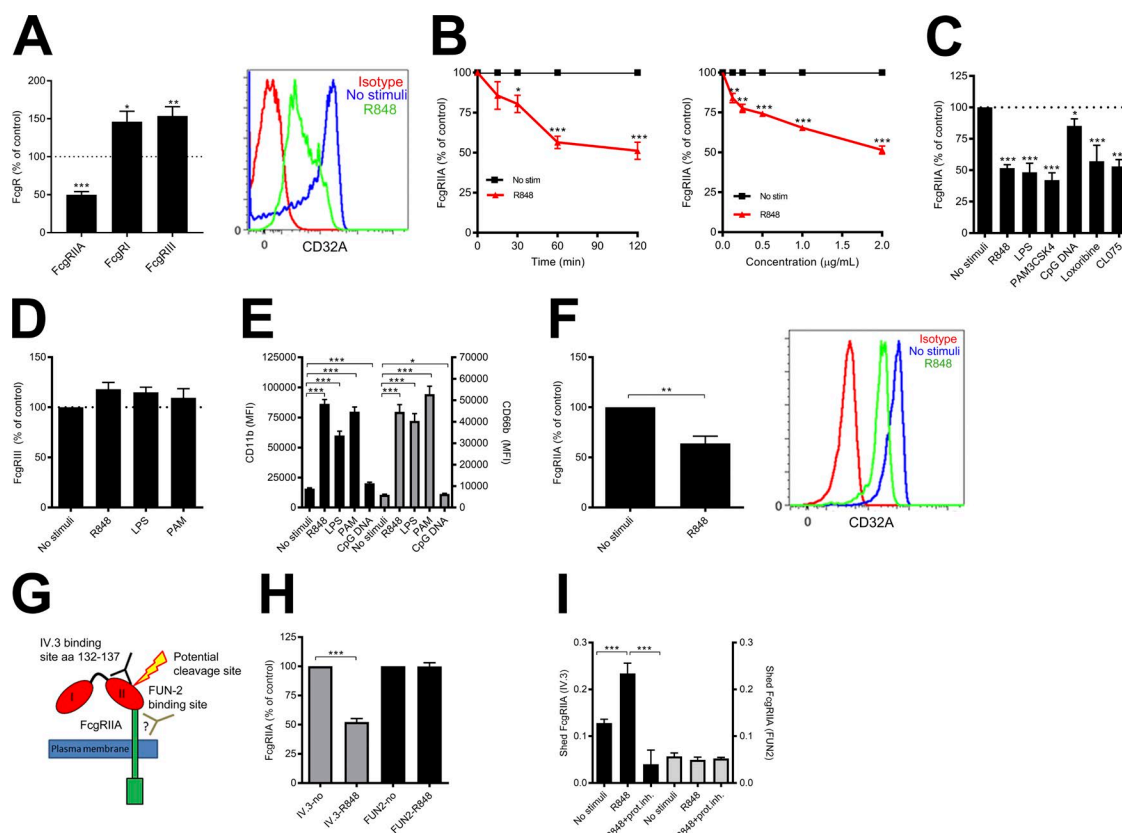 A
FcgR (% of control)
200
150
100
50
0
***
*
**
FcgRIIA
FcgRI
FcgRIII
Isotype
No stimuli
R848
0
CD32A
B
FcgRIIA (% of control)
100
75
50
25
0
*
***
***
No stim
R848
0
30
60
90
120
Time (min)
FcgRIIA (% of control)
100
75
50
25
0
**
**
***
***
***
No stim
R848
0.0
0.5
1.0
1.5
2.0
Concentration (µg/mL)
C
FcgRIIA (% of control)
125
100
75
50
25
0
***
***
***
*
***
**
No stimuli
R848
LPS
PAM3CSK4
CpG DNA
Loxoribine
CL075
D
FcgRIII (% of control)
150
100
50
0
No stimuli
R848
LPS
PAM
E
CD11b (MFI)
125000
100000
75000
50000
25000
0
***
***
***
***
*
***
***
***
70000
60000
50000
40000
30000
20000
10000
0
CD66b (MFI)
No stimuli
R848
LPS
PAM
CpG DNA
No stimuli
R848
LPS
PAM
CpG DNA
F
FcgRIIA (% of control)
150
100
50
0
**
No stimuli
R848
Isotype
No stimuli
R848
0
0
CD32A
G
IV.3 binding
site aa 132-137
Potential
cleavage site
FUN-2
binding site
I
II
FcgRIIA
?
Plasma membrane
H
FcgRIIA (% of control)
125
100
75
50
25
0
***
IV.3-no
IV.3-R848
FUN2-no
FUN2-R848
I
Shed FcgRIIA (IV.3)
0.3
0.2
0.1
0.0
***
***
0.3
0.2
0.1
0.0
Shed FcgRIIA (FUN2)
No stimuli
R848
R848+prot.inh.
No stimuli
R848
R848+prot.inh.